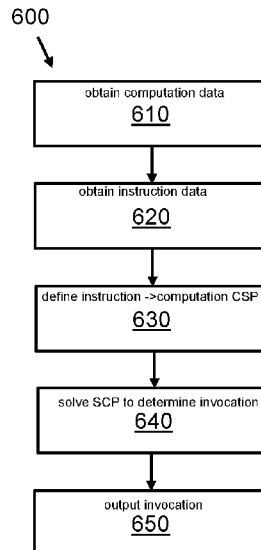 600
obtain computation data
610
obtain instruction data
620
define instruction ->computation CSP
630
solve SCP to determine invocation
640
output invocation
650